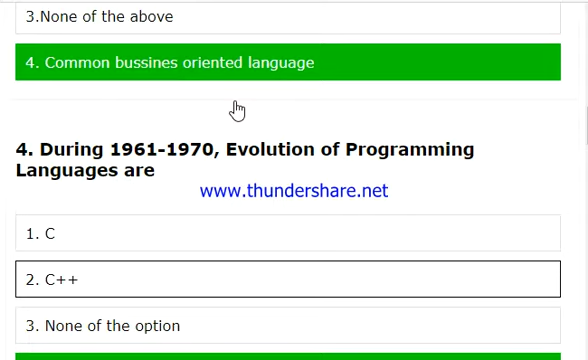 3.None of the above
4. Common bussines oriented language
4. During 1961-1970, Evolution of Programming
Languages are
www.thundershare.net
1. C
2. C++
3. None of the option